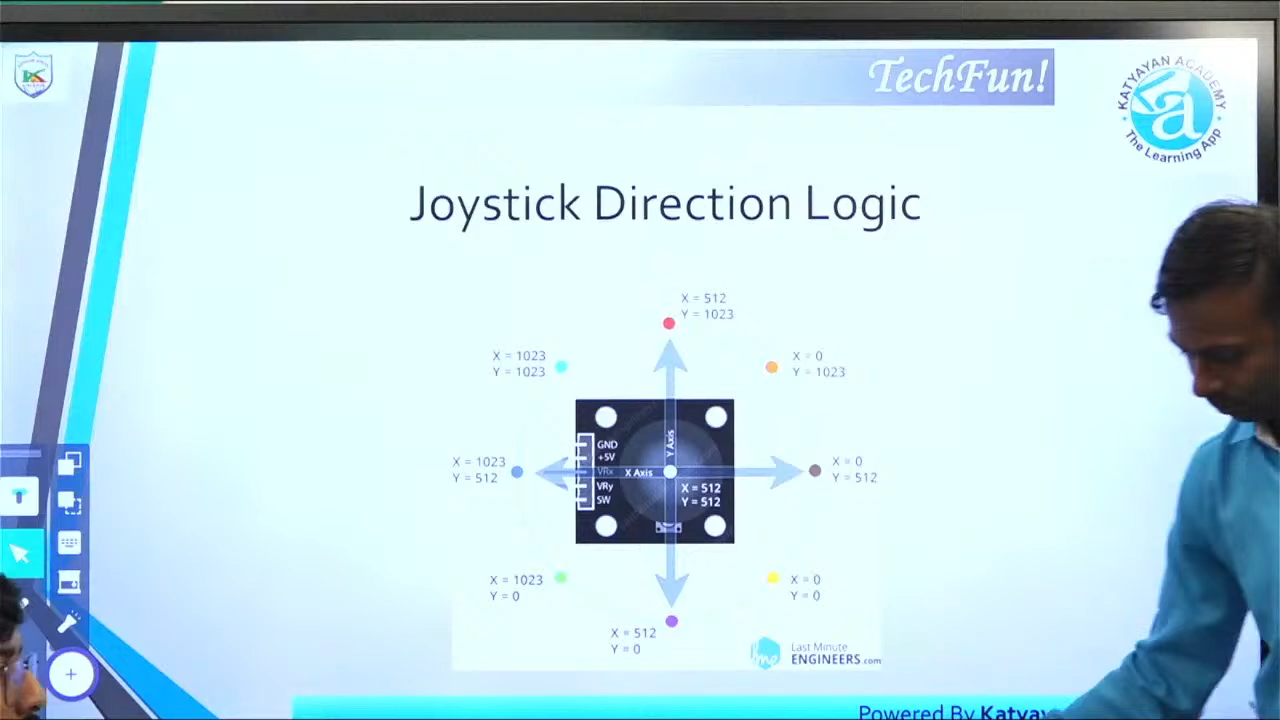 TechFun!
KATYAYAN ACADEMY
The Learning App
a
Joystick Direction Logic
X = 512
Y = 1023
X = 1023
Y = 1023
X = 0
Y = 1023
GND
+5V
VRx
VRy
SW
Y Axis
X Axis
X = 1023
Y = 512
X = 512
Y = 512
X = 0
Y = 512
X = 1023
Y = 0
X = 0
Y = 0
X = 512
Y = 0
Last Minute
ENGINEERS.com
Powered By Katyay